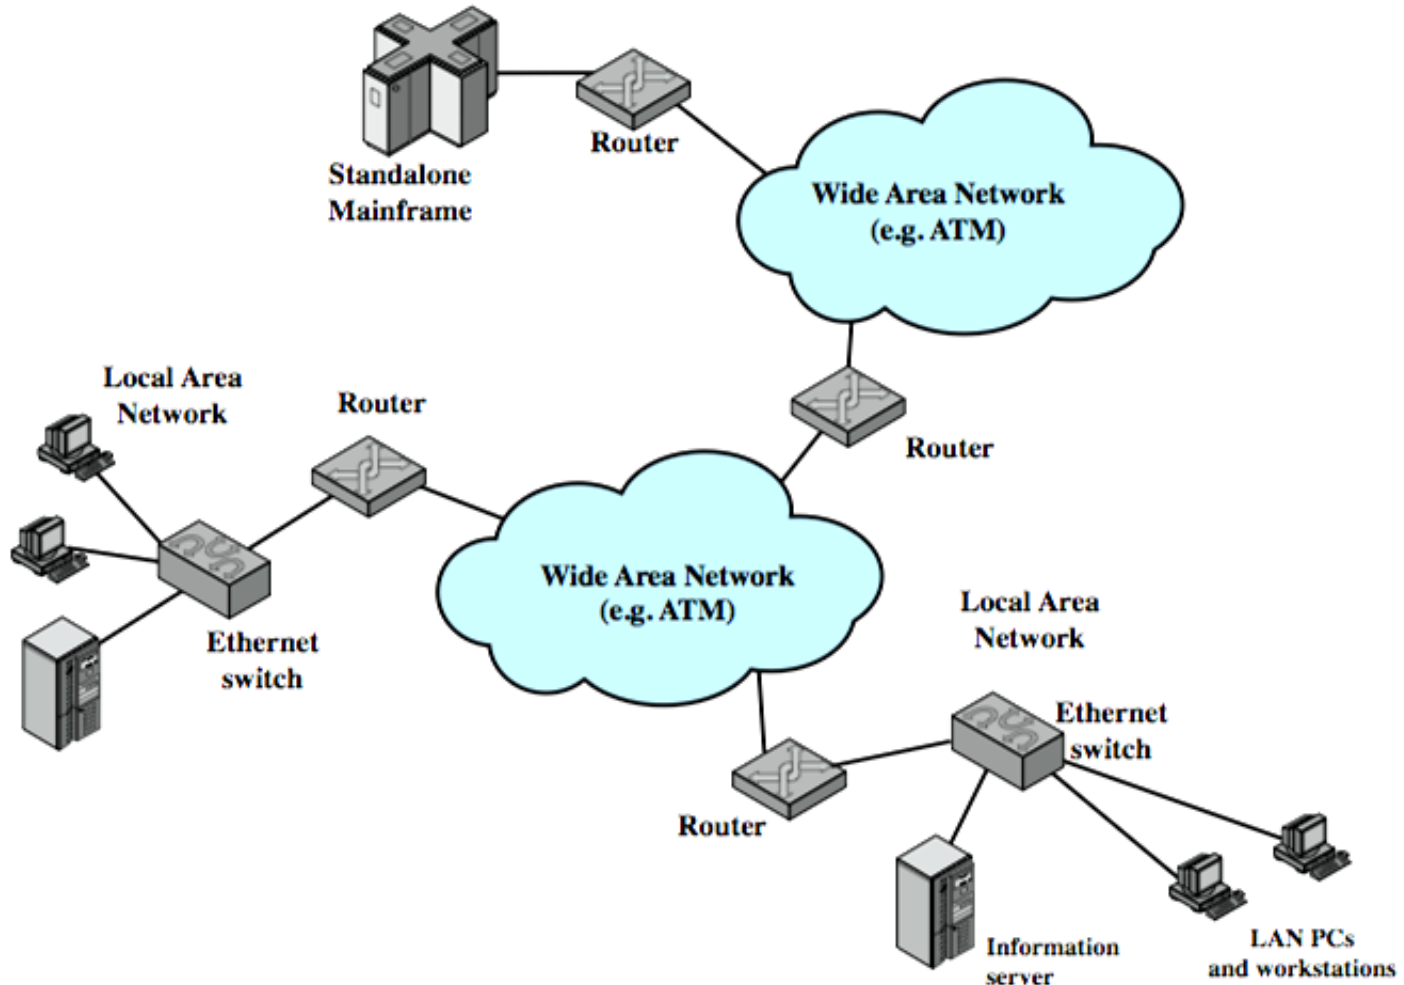 Router
Standalone
Mainframe
Wide Area Network
(e.g. ATM)
Local Area
Network
Router
Router
Wide Area Network
(e.g. ATM)
Ethernet
switch
Local Area
Network
Ethernet
switch
Router
Information
server
LAN PCs
and workstations